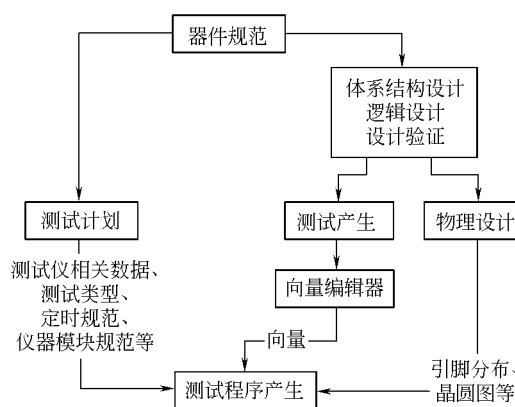 器件规范
体系结构设计
逻辑设计
设计验证
测试计划
测试产生
物理设计
测试仪相关数据、
测试类型、
定时规范、
仪器模块规范等
向量编辑器
向量
引脚分布、
晶圆图等
测试程序产生